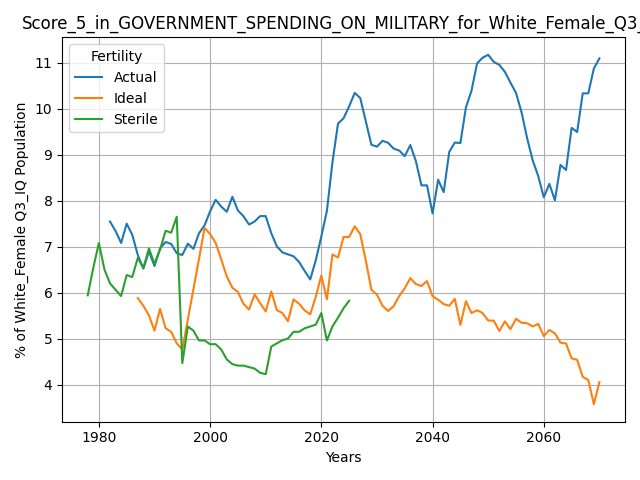 Score_5_in_GOVERNMENT_SPENDING_ON_MILITARY_for_White_Female_Q3_
Fertility
Actual
Ideal
Sterile
% of White_Female Q3_IQ Population
11
10
9
8
7
6
5
4
1980 2000 2020 2040 2060
Years